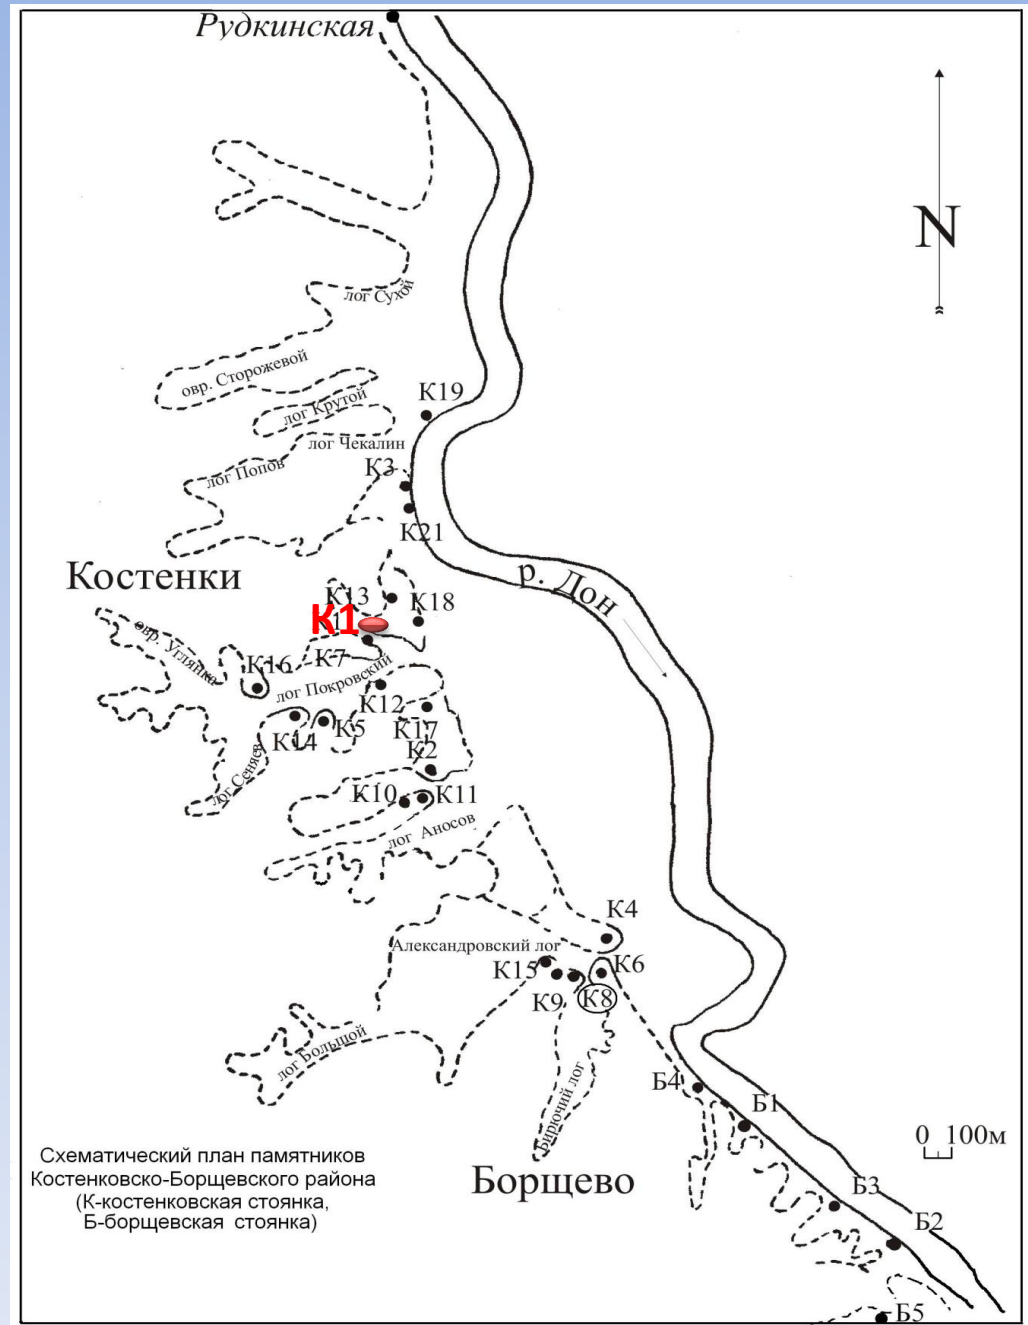 Рудкинская
N
лог Сухой
овр. Сторожевой
лог Крутой
К19
лог Чекалин
лог Попов
К3
К21
Костенки
р. Дон
К13
К18
К1
К1
К7
овр. Углянка
К16
лог Покровский
К12
К14
К5
К17
К2
лог Сеняев
К10
К11
лог Аносов
К4
Александровский лог
К15
К6
К9
К8
лог Большой
Бирючий лог
Б4
Б1
0 100м
Схематический план памятников
Костенковско-Борщевского района
(К-костенковская стоянка,
Б-борщевская стоянка)
Борщево
Б3
Б2
Б5